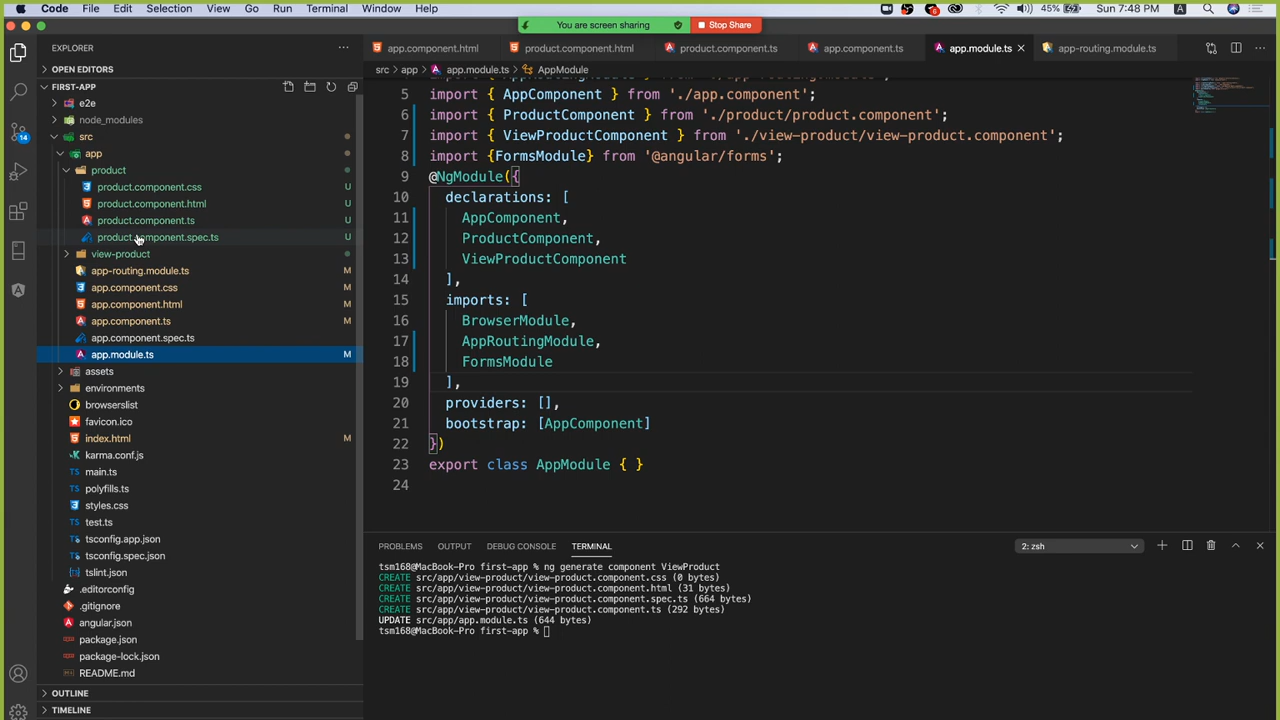 Code File Edit Selection View Go Run Terminal Window Help
45% Sun 7:48 PM A
You are screen sharing Stop Share
EXPLORER
OPEN EDITORS
FIRST-APP
e2e
node_modules
src
app
product
product.component.css U
product.component.html U
product.component.ts U
product.component.spec.ts U
view-product
app-routing.module.ts M
app.component.css M
app.component.html M
app.component.ts M
app.component.spec.ts
app.module.ts M
assets
environments
browserslist
favicon.ico
index.html M
karma.conf.js
main.ts
polyfills.ts
styles.css
test.ts
tsconfig.app.json
tsconfig.spec.json
tslint.json
.editorconfig
.gitignore
angular.json
package.json
package-lock.json
README.md
OUTLINE
TIMELINE
14
app.component.html product.component.html product.component.ts app.component.ts app.module.ts app-routing.module.ts
src > app > app.module.ts > AppModule
5 import { AppComponent } from './app.component';
6 import { ProductComponent } from './product/product.component';
7 import { ViewProductComponent } from './view-product/view-product.component';
8 import {FormsModule} from '@angular/forms';
9 @NgModule({
10 declarations: [
11 AppComponent,
12 ProductComponent,
13 ViewProductComponent
14 ],
15 imports: [
16 BrowserModule,
17 AppRoutingModule,
18 FormsModule
19 ],
20 providers: [],
21 bootstrap: [AppComponent]
22 })
23 export class AppModule { }
24
PROBLEMS OUTPUT DEBUG CONSOLE TERMINAL 2: zsh
tsm168@MacBook-Pro first-app % ng generate component ViewProduct
CREATE src/app/view-product/view-product.component.css (0 bytes)
CREATE src/app/view-product/view-product.component.html (31 bytes)
CREATE src/app/view-product/view-product.component.spec.ts (664 bytes)
CREATE src/app/view-product/view-product.component.ts (292 bytes)
UPDATE src/app/app.module.ts (644 bytes)
tsm168@MacBook-Pro first-app %